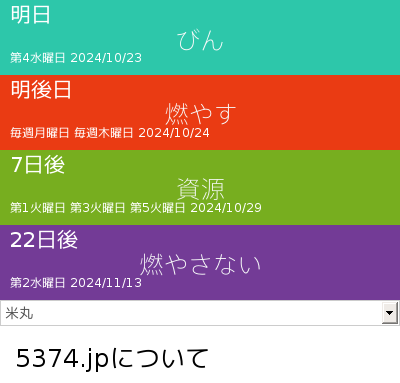 明日
びん
第4水曜日 2024/10/23
明後日
燃やす
毎週月曜日 毎週木曜日 2024/10/24
7日後
資源
第1火曜日 第3火曜日 第5火曜日 2024/10/29
22日後
燃やさない
第2水曜日 2024/11/13
米丸
5374.jpについて